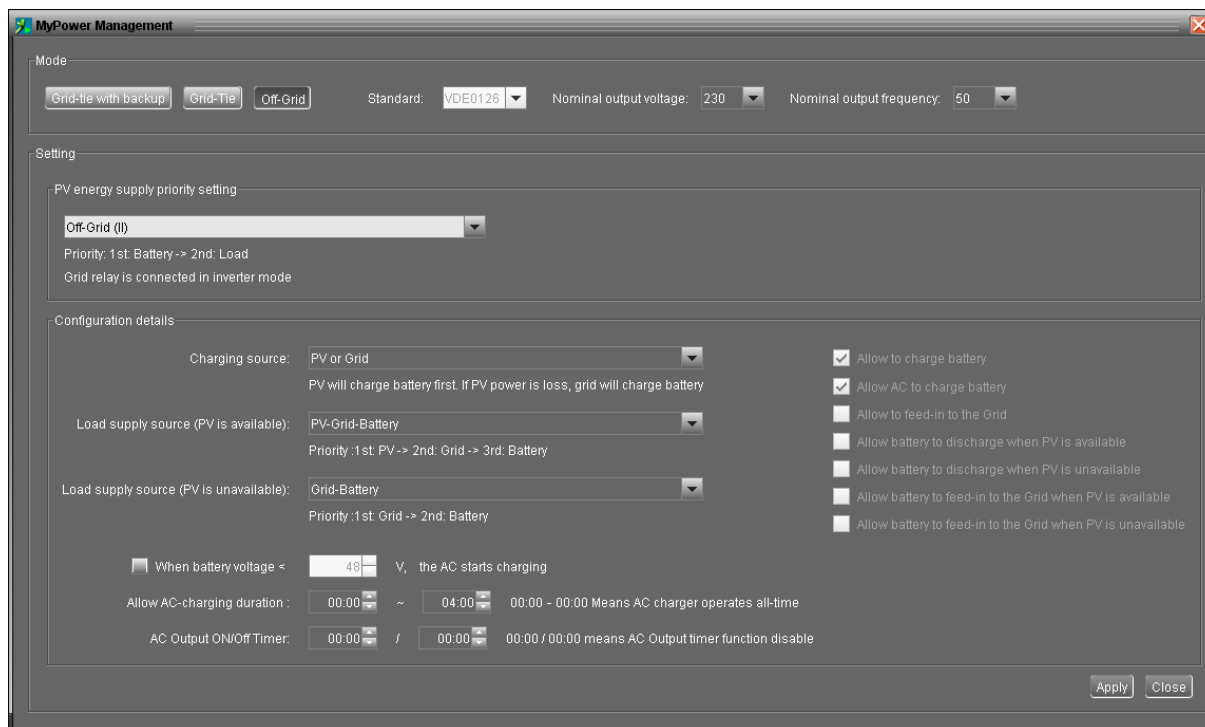 MyPower Management
Mode
Grid-tie with backup Grid-Tie Off-Grid Standard: VDE0126 Nominal output voltage: 230 Nominal output frequency: 50
Setting
PV energy supply priority setting
Off-Grid (II)
Priority: 1st: Battery -> 2nd: Load
Grid relay is connected in inverter mode
Configuration details
Charging source: PV or Grid
PV will charge battery first. If PV power is loss, grid will charge battery
Load supply source (PV is available): PV-Grid-Battery
Priority :1st: PV -> 2nd: Grid -> 3rd: Battery
Load supply source (PV is unavailable): Grid-Battery
Priority :1st: Grid -> 2nd: Battery
When battery voltage < 48 V, the AC starts charging
Allow AC-charging duration : 00:00 ~ 04:00 00:00 - 00:00 Means AC charger operates all-time
AC Output ON/Off Timer: 00:00 / 00:00 00:00 / 00:00 means AC Output timer function disable
Allow to charge battery
Allow AC to charge battery
Allow to feed-in to the Grid
Allow battery to discharge when PV is available
Allow battery to discharge when PV is unavailable
Allow battery to feed-in to the Grid when PV is available
Allow battery to feed-in to the Grid when PV is unavailable
Apply Close